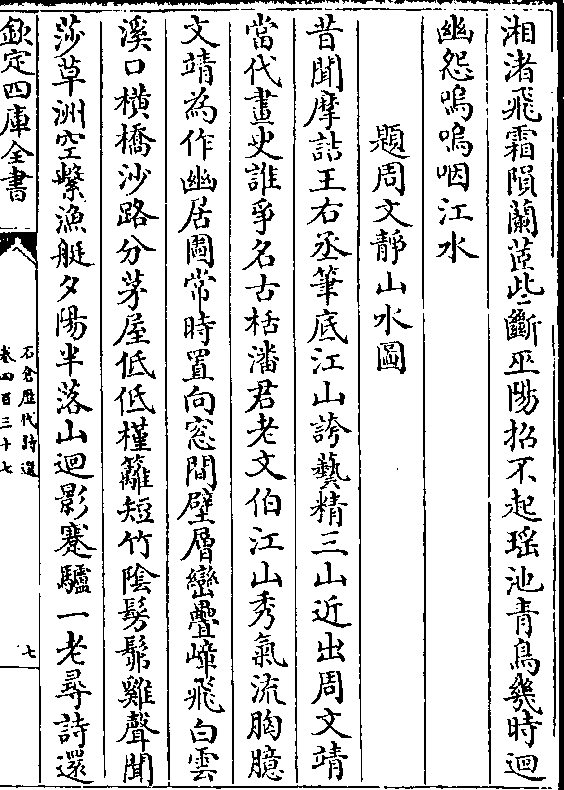 湘渚飛霜隕蘭茝些斷巫陽招不起瑶池青鳥幾時迴
幽怨嗚嗚咽江水
題周文靜山水圖
昔聞摩詰王右丞筆底江山誇藝精三山近出周文靖
當代畫史誰爭名古栝潘君老文伯江山秀氣流胸臆
文靖為作幽居圖常時置向窓間壁層巒疊嶂飛白雲
溪口横橋沙路分茅屋低低槿籬短竹陰髣髴雞聲聞
莎草洲空繫漁艇夕陽半落山迴影蹇驢一老尋詩還
欽定四庫全書
石倉歴代詩選
卷四百三十七
七